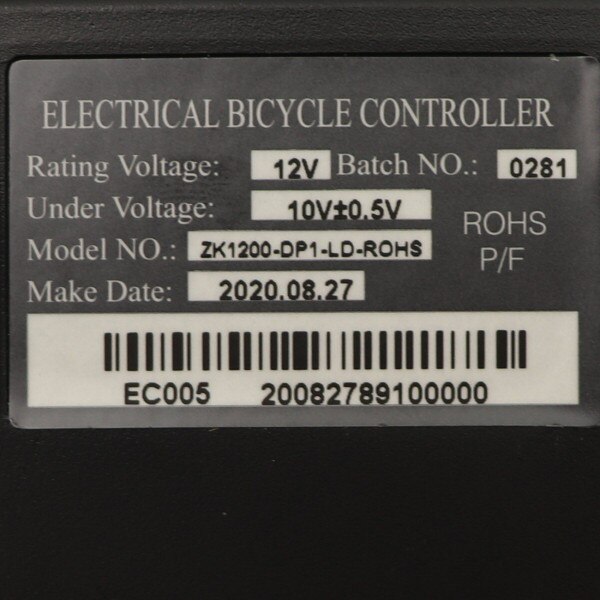 ELECTRICAL BICYCLE CONTROLLER
Rating Voltage: 12V Batch NO.: 0281
Under Voltage: 10V±0.5V
Model NO.: ZK1200-DP1-LD-ROHS
Make Date: 2020.08.27
ROHS
P/F
EC005 20082789100000